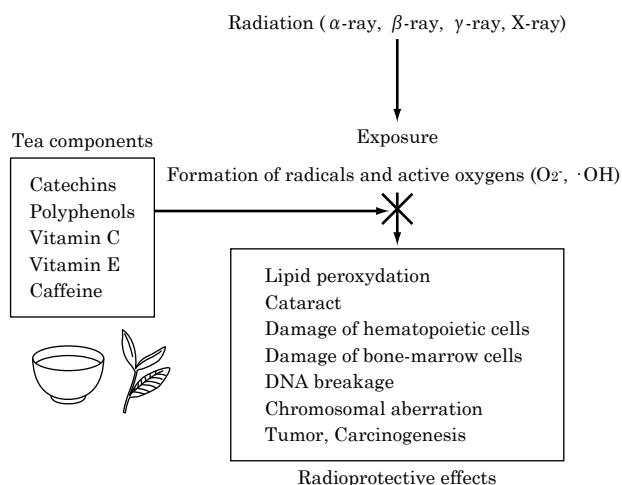 Radiation (α-ray, β-ray, γ-ray, X-ray)
Exposure
Formation of radicals and active oxygens (O₂⁻, ·OH)
Tea components
Catechins
Polyphenols
Vitamin C
Vitamin E
Caffeine
Lipid peroxydation
Cataract
Damage of hematopoietic cells
Damage of bone-marrow cells
DNA breakage
Chromosomal aberration
Tumor, Carcinogenesis
Radioprotective effects